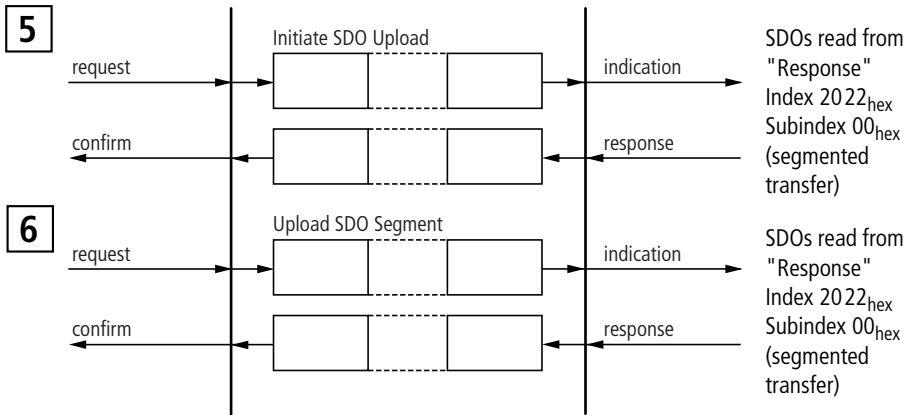 5
Initiate SDO Upload
request
indication
confirm
response
SDOs read from
"Response"
Index 2022hex
Subindex 00hex
(segmented
transfer)
6
Upload SDO Segment
request
indication
confirm
response
SDOs read from
"Response"
Index 2022hex
Subindex 00hex
(segmented
transfer)